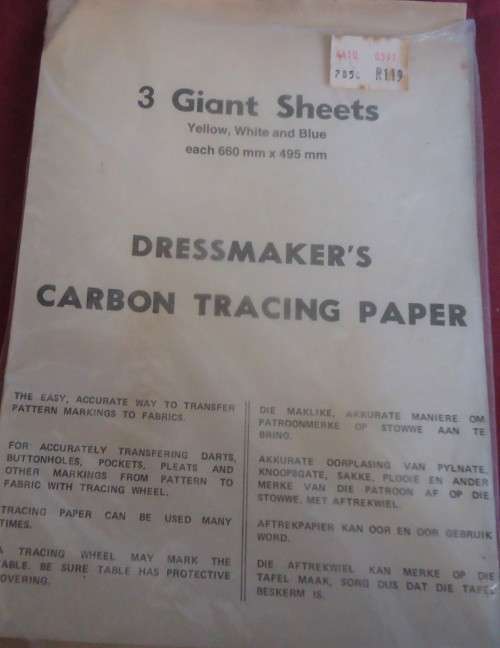 R119
3 Giant Sheets
Yellow, White and Blue
each 660 mm x 495 mm
DRESSMAKER'S
CARBON TRACING PAPER
THE EASY, ACCURATE WAY TO TRANSFER
PATTERN MARKINGS TO FABRICS.
FOR ACCURATELY TRANSFERING DARTS,
BUTTONHOLES, POCKETS, PLEATS AND
OTHER MARKINGS FROM PATTERN TO
FABRIC WITH TRACING WHEEL.
TRACING PAPER CAN BE USED MANY
TIMES.
A TRACING WHEEL MAY MARK THE
TABLE. BE SURE TABLE HAS PROTECTIVE
COVERING.
DIE MAKLIKE, AKKURATE MANIERE OM
PATROONMERKE OP STOWWE AAN TE
BRING.
AKKURATE OORPLASING VAN PYLNATE,
KNOOPSGATE, SAKKE, PLOOIE EN ANDER
MERKE VAN DIE PATROON AF OP DIE
STOWWE, MET AFTREKWIEL.
AFTREKPAPIER KAN OOR EN OOR GEBRUIK
WORD.
DIE AFTREKWIEL KAN MERKE OP DIE
TAFEL MAAK, SORG DUS DAT DIE TAFEL
BESKERM IS.